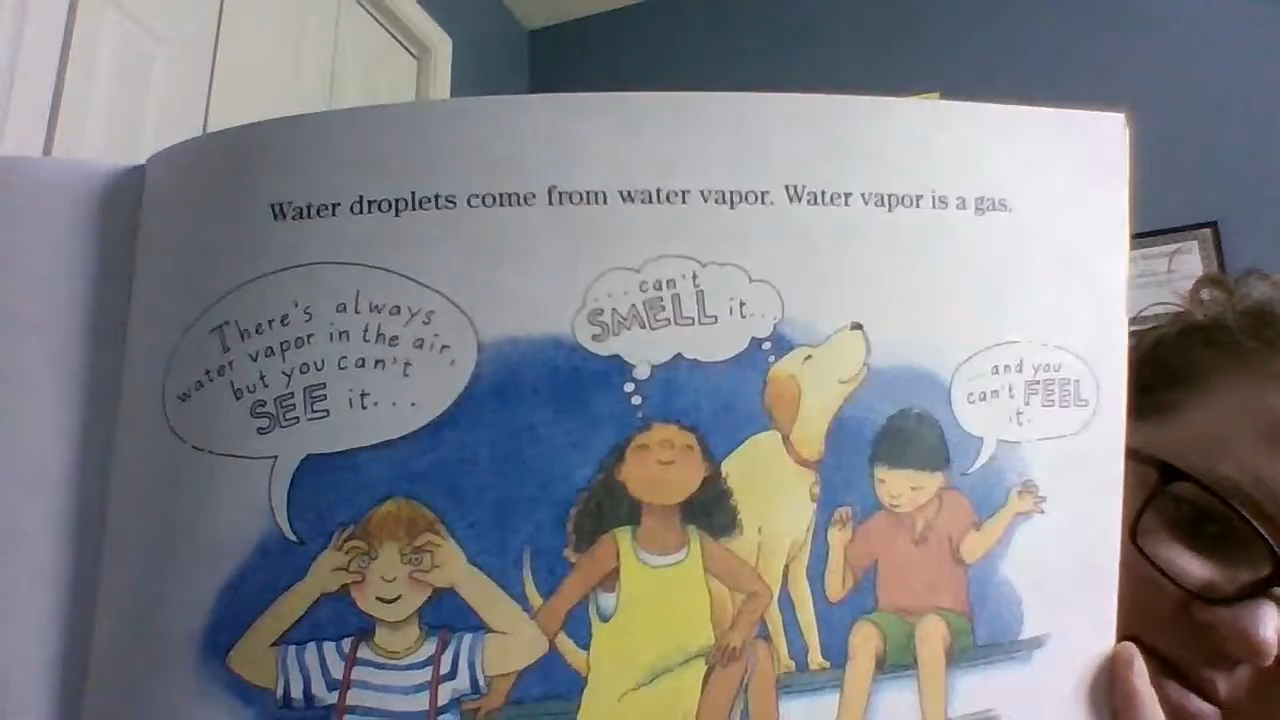 Water droplets come from water vapor. Water vapor is a gas.
There's always
water vapor in the air,
but you can't
SEE it...
... can't
SMELL it...
...and you
can't FEEL
it.